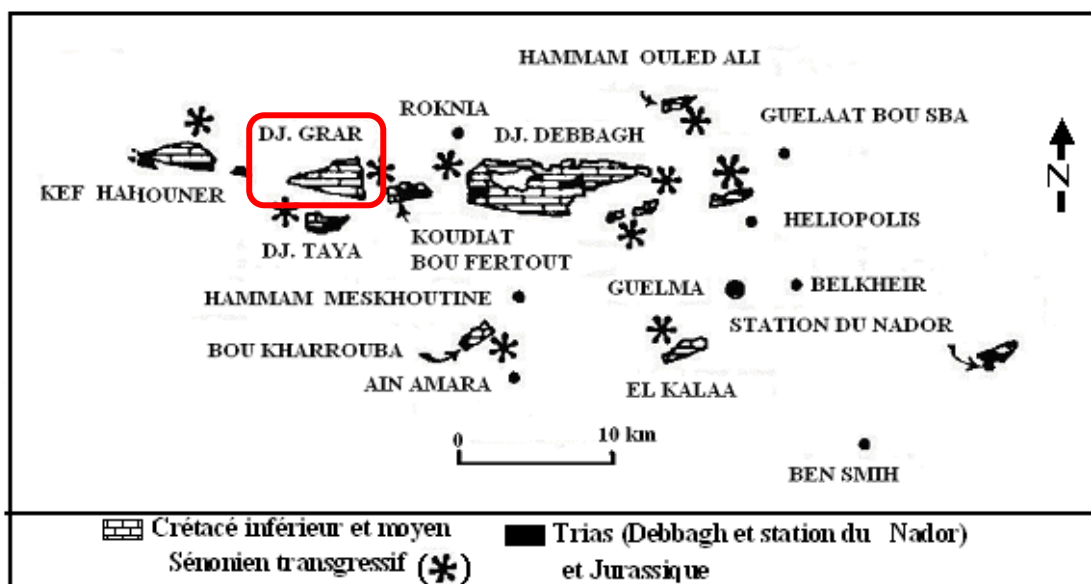 HAMMAM OULED ALI
ROKNIA
GUELAAT BOU SBA
DJ. GRAR
DJ. DEBBAGH
N
KEF HAHOUNER
HELIOPOLIS
DJ. TAYA
KOUDIAT
BOU FERTOUT
HAMMAM MESKHOUTINE
GUELMA
BELKHEIR
STATION DU NADOR
BOU KHARROUBA
AIN AMARA
EL KALAA
0
10 km
BEN SMIH
Crétacé inférieur et moyen
Trias (Debbagh et station du Nador)
Sénonien transgressif (
)
et Jurassique